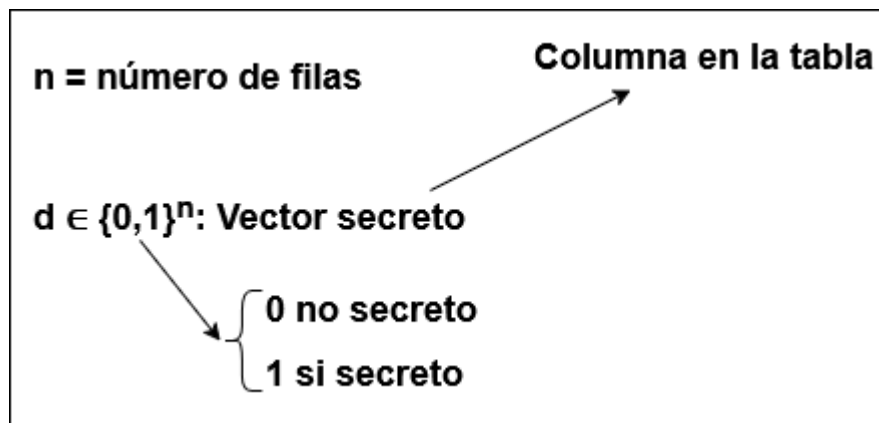 n = número de filas
Columna en la tabla
d ∈ {0,1}ⁿ: Vector secreto
0 no secreto
1 si secreto